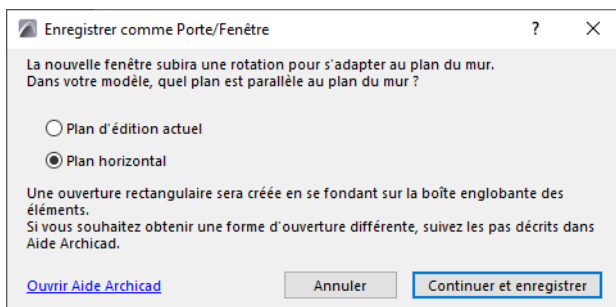 Enregistrer comme Porte/Fenêtre
?
La nouvelle fenêtre subira une rotation pour s'adapter au plan du mur.
Dans votre modèle, quel plan est parallèle au plan du mur ?
Plan d'édition actuel
Plan horizontal
Une ouverture rectangulaire sera créée en se fondant sur la boîte englobante des
éléments.
Si vous souhaitez obtenir une forme d'ouverture différente, suivez les pas décrits dans
Aide Archicad.
Ouvrir Aide Archicad
Annuler
Continuer et enregistrer